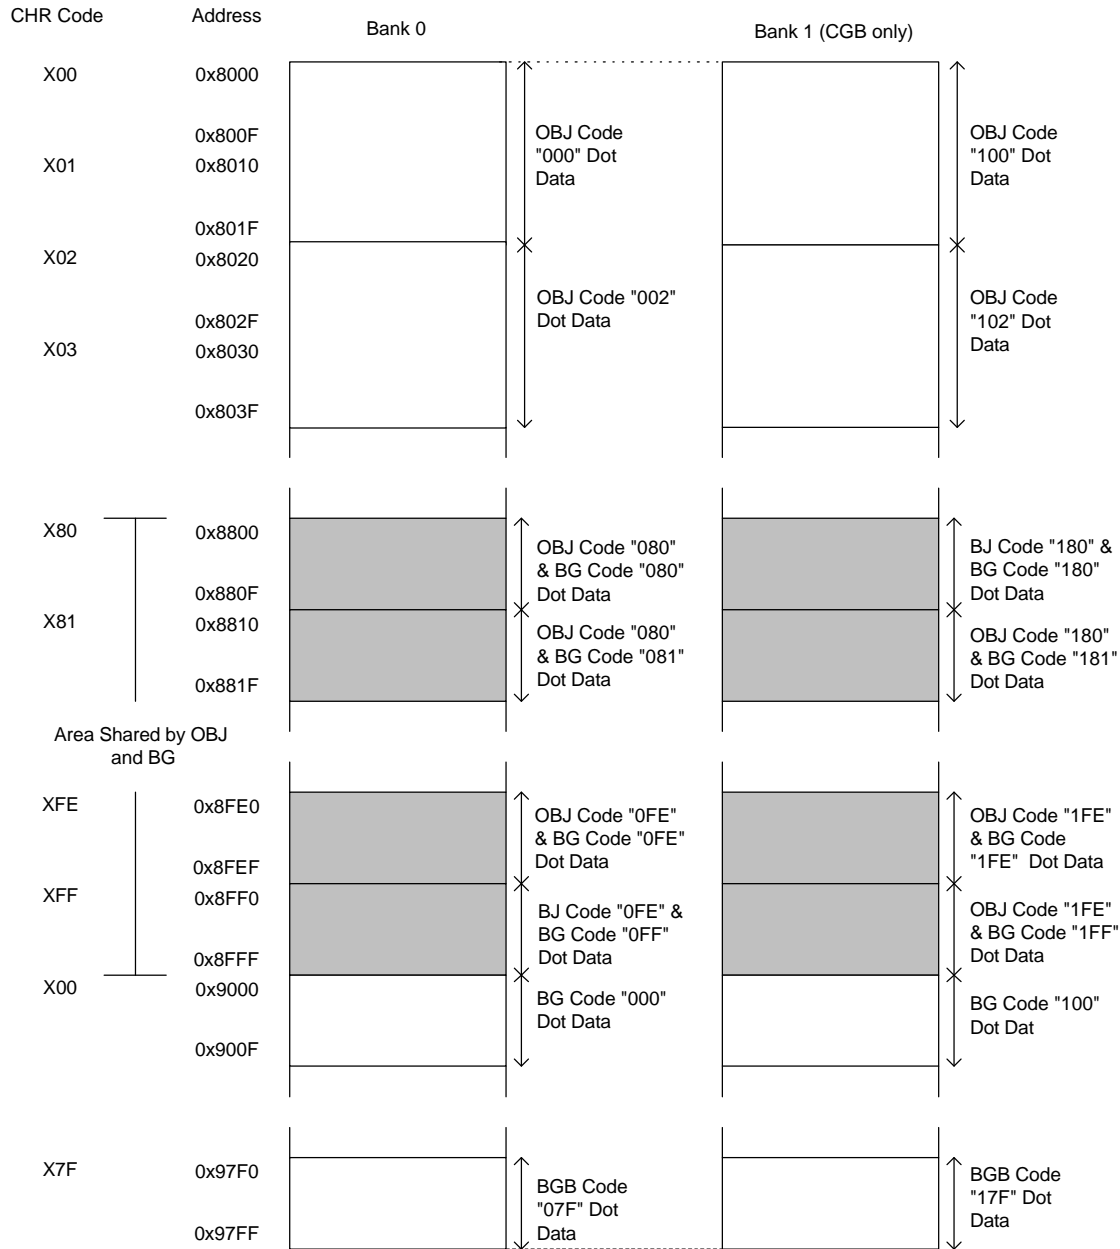 CHR Code Address Bank 0 Bank 1 (CGB only)
X00 0x8000
0x800F
X01 0x8010
0x801F
OBJ Code
"000" Dot
Data
OBJ Code
"100" Dot
Data
X02 0x8020
0x802F
X03 0x8030
0x803F
OBJ Code "002"
Dot Data
OBJ Code
"102" Dot
Data
X80 0x8800
0x880F
OBJ Code "080"
& BG Code "080"
Dot Data
BJ Code "180" &
BG Code "180"
Dot Data
X81 0x8810
0x881F
OBJ Code "080"
& BG Code "081"
Dot Data
OBJ Code "180"
& BG Code "181"
Dot Data
Area Shared by OBJ
and BG
XFE 0x8FE0
0x8FEF
OBJ Code "0FE"
& BG Code "0FE"
Dot Data
OBJ Code "1FE"
& BG Code
"1FE" Dot Data
XFF 0x8FF0
0x8FFF
BJ Code "0FE" &
BG Code "0FF"
Dot Data
OBJ Code "1FE"
& BG Code "1FF"
Dot Data
X00 0x9000
0x900F
BG Code "000"
Dot Data
BG Code "100"
Dot Dat
X7F 0x97F0
0x97FF
BGB Code
"07F" Dot
Data
BGB Code
"17F" Dot
Data